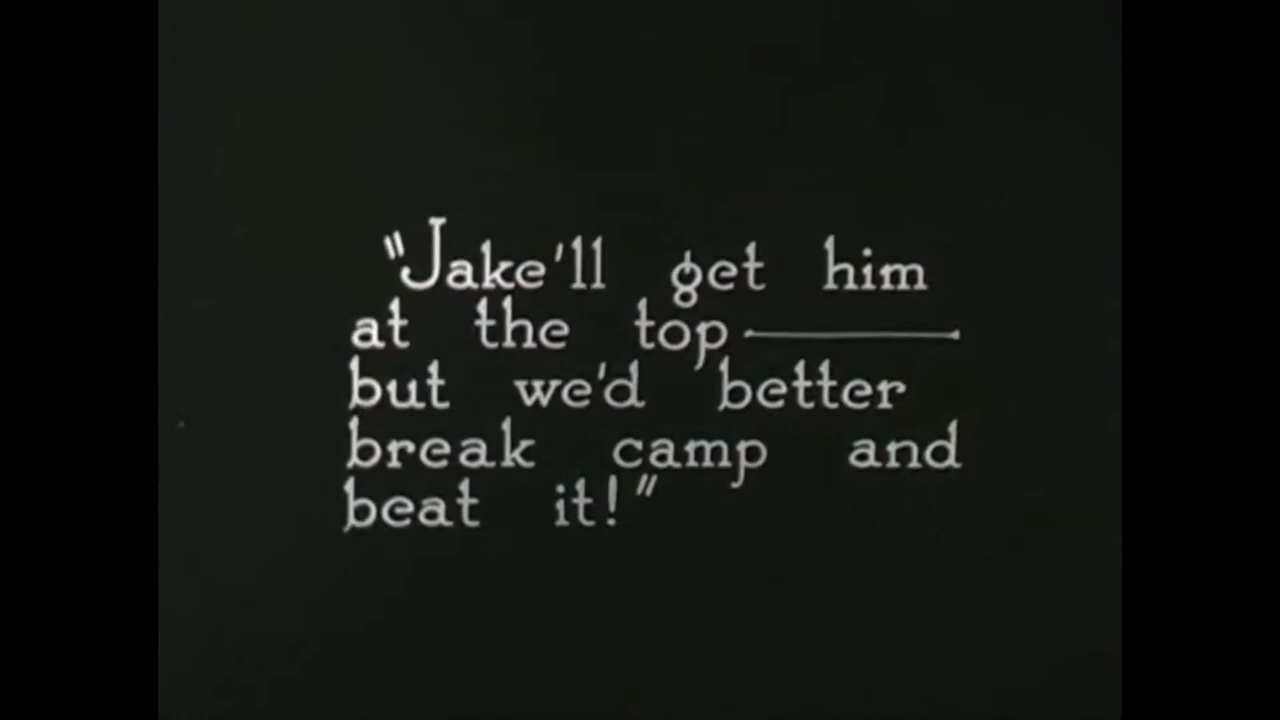 "Jake'll get him
at the top —
but we'd better
break camp and
beat it!"